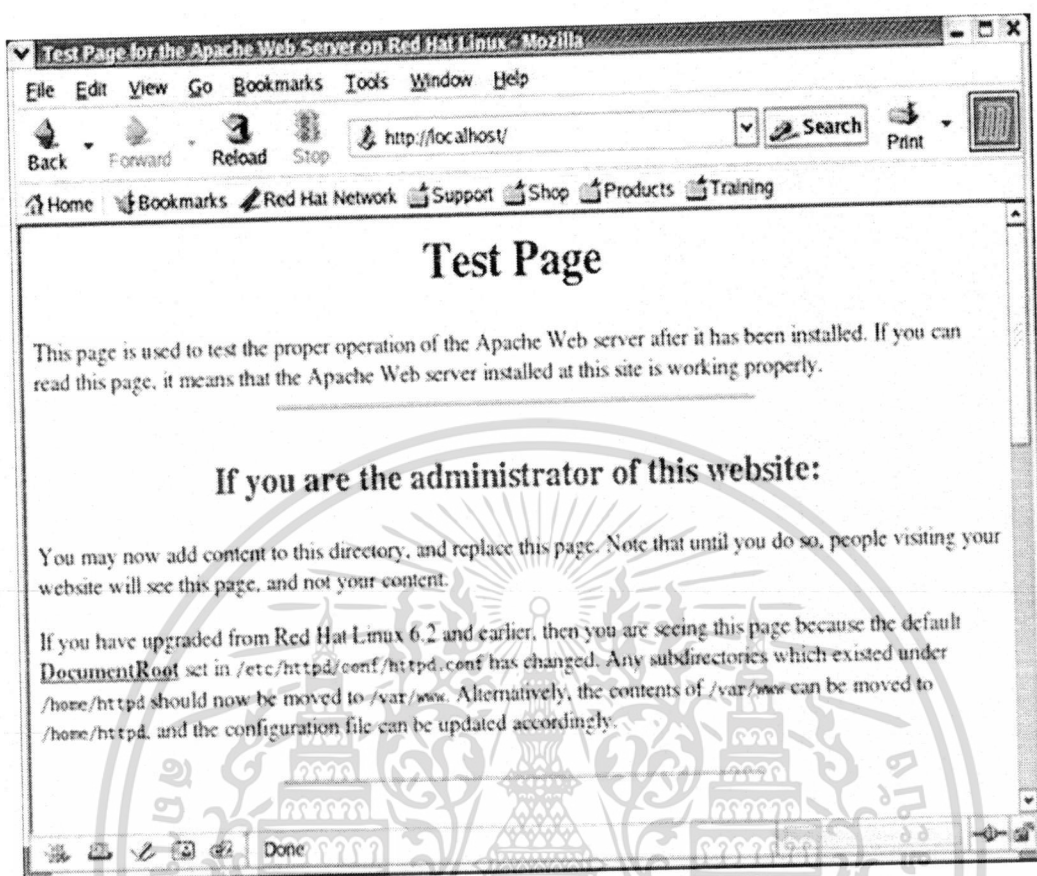 Test Page for the Apache Web Server on Red Hat Linux - Mozilla
File Edit View Go Bookmarks Tools Window Help
Back Forward Reload Stop http://localhost/ Search Print
Home Bookmarks Red Hat Network Support Shop Products Training
Test Page
This page is used to test the proper operation of the Apache Web server after it has been installed. If you can
read this page, it means that the Apache Web server installed at this site is working properly.
If you are the administrator of this website:
You may now add content to this directory, and replace this page. Note that until you do so, people visiting your
website will see this page, and not your content.
If you have upgraded from Red Hat Linux 6.2 and earlier, then you are seeing this page because the default
DocumentRoot set in /etc/httpd/conf/httpd.conf has changed. Any subdirectories which existed under
/home/httpd should now be moved to /var/www. Alternatively, the contents of /var/www can be moved to
/home/httpd, and the configuration file can be updated accordingly.
Done